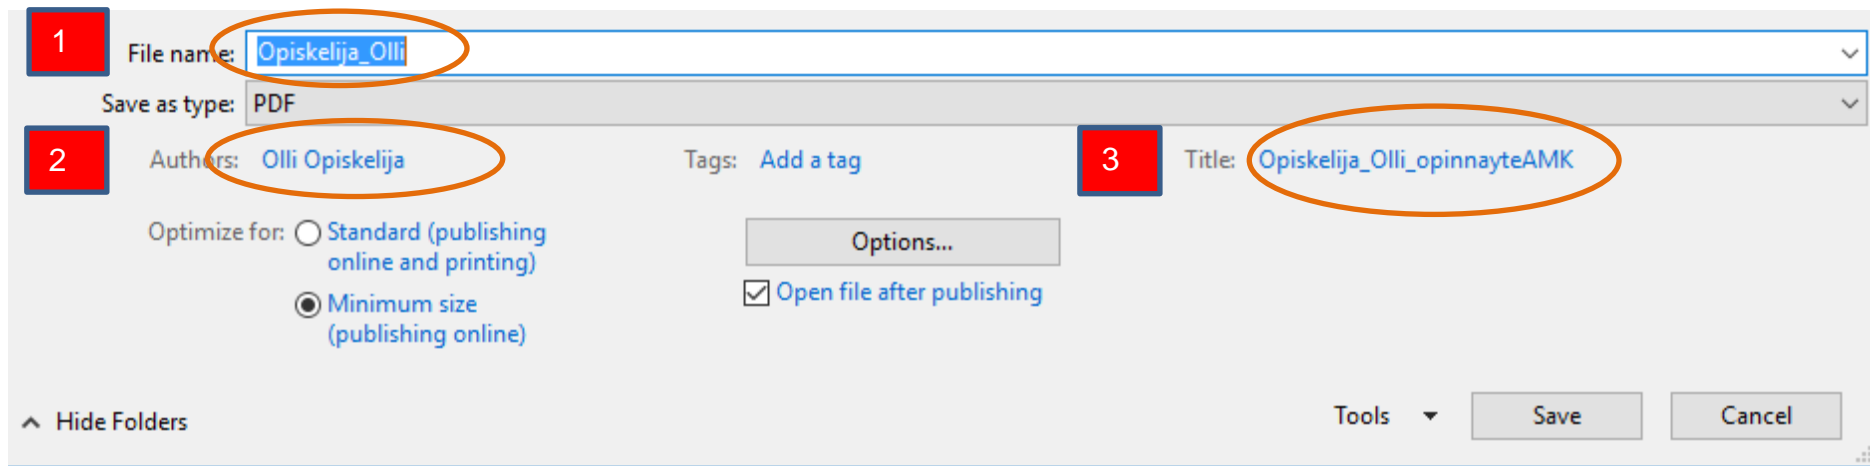 1
File name: Opiskelija_Olli
Save as type: PDF
2
Authors: Olli Opiskelija
Tags: Add a tag
3
Title: Opiskelija_Olli_opinnayteAMK
Optimize for: Standard (publishing
online and printing)
Minimum size
(publishing online)
Options...
Open file after publishing
Hide Folders
Tools
Save
Cancel